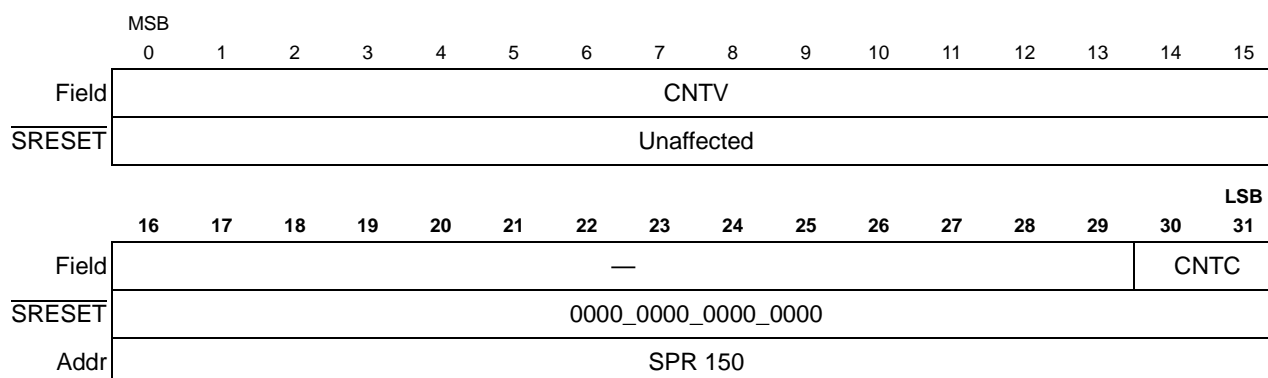 MSB
0 1 2 3 4 5 6 7 8 9 10 11 12 13 14 15
Field CNTV
SRESET Unaffected
LSB
16 17 18 19 20 21 22 23 24 25 26 27 28 29 30 31
Field — CNTC
SRESET 0000_0000_0000_0000
Addr SPR 150